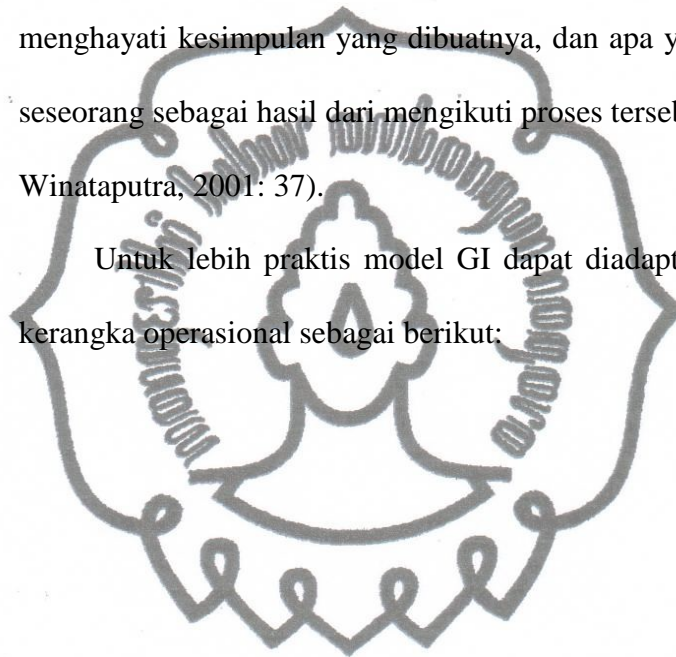 menghayati kesimpulan yang dibuatnya, dan apa y
seseorang sebagai hasil dari mengikuti proses terseb
Winataputra, 2001: 37).
Untuk lebih praktis model GI dapat diadapt
kerangka operasional sebagai berikut: